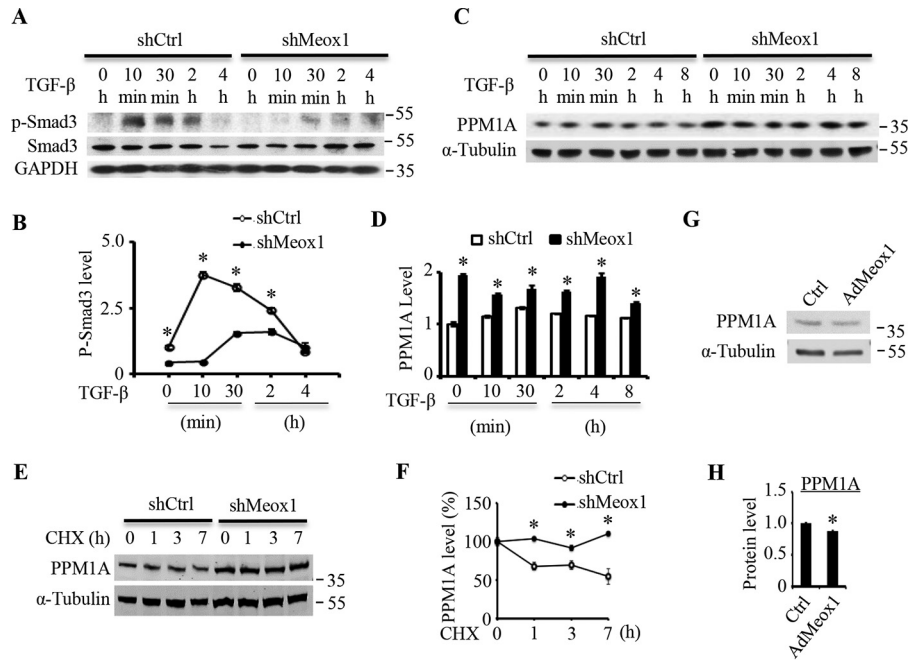 A
shCtrl shMeox1
TGF-β 0 10 30 2 4 0 10 30 2 4
h min min h h h min min h h
p-Smad3 -55
Smad3 -55
GAPDH -35
C
shCtrl shMeox1
TGF-β 0 10 30 2 4 8 0 10 30 2 4 8
h min min h h h h min min h h h
PPM1A -35
α-Tubulin -55
B
shCtrl
shMeox1
P-Smad3 level
5.0
2.5
0
TGF-β 0 10 30 2 4
(min) (h)
* * * *
D
shCtrl shMeox1
PPM1A Level
2
1
0
* * * * * *
TGF-β 0 10 30 2 4 8
(min) (h)
G
Ctrl AdMeox1
PPM1A -35
α-Tubulin -55
E
shCtrl shMeox1
CHX (h) 0 1 3 7 0 1 3 7
PPM1A
-35
α-Tubulin -55
F
shCtrl
shMeox1
PPM1A level (%)
150
100
50
0
* * *
CHX 0 1 3 7 (h)
H
PPM1A
Protein level
1.5
1.0
0.5
0
*
Ctrl AdMeox1